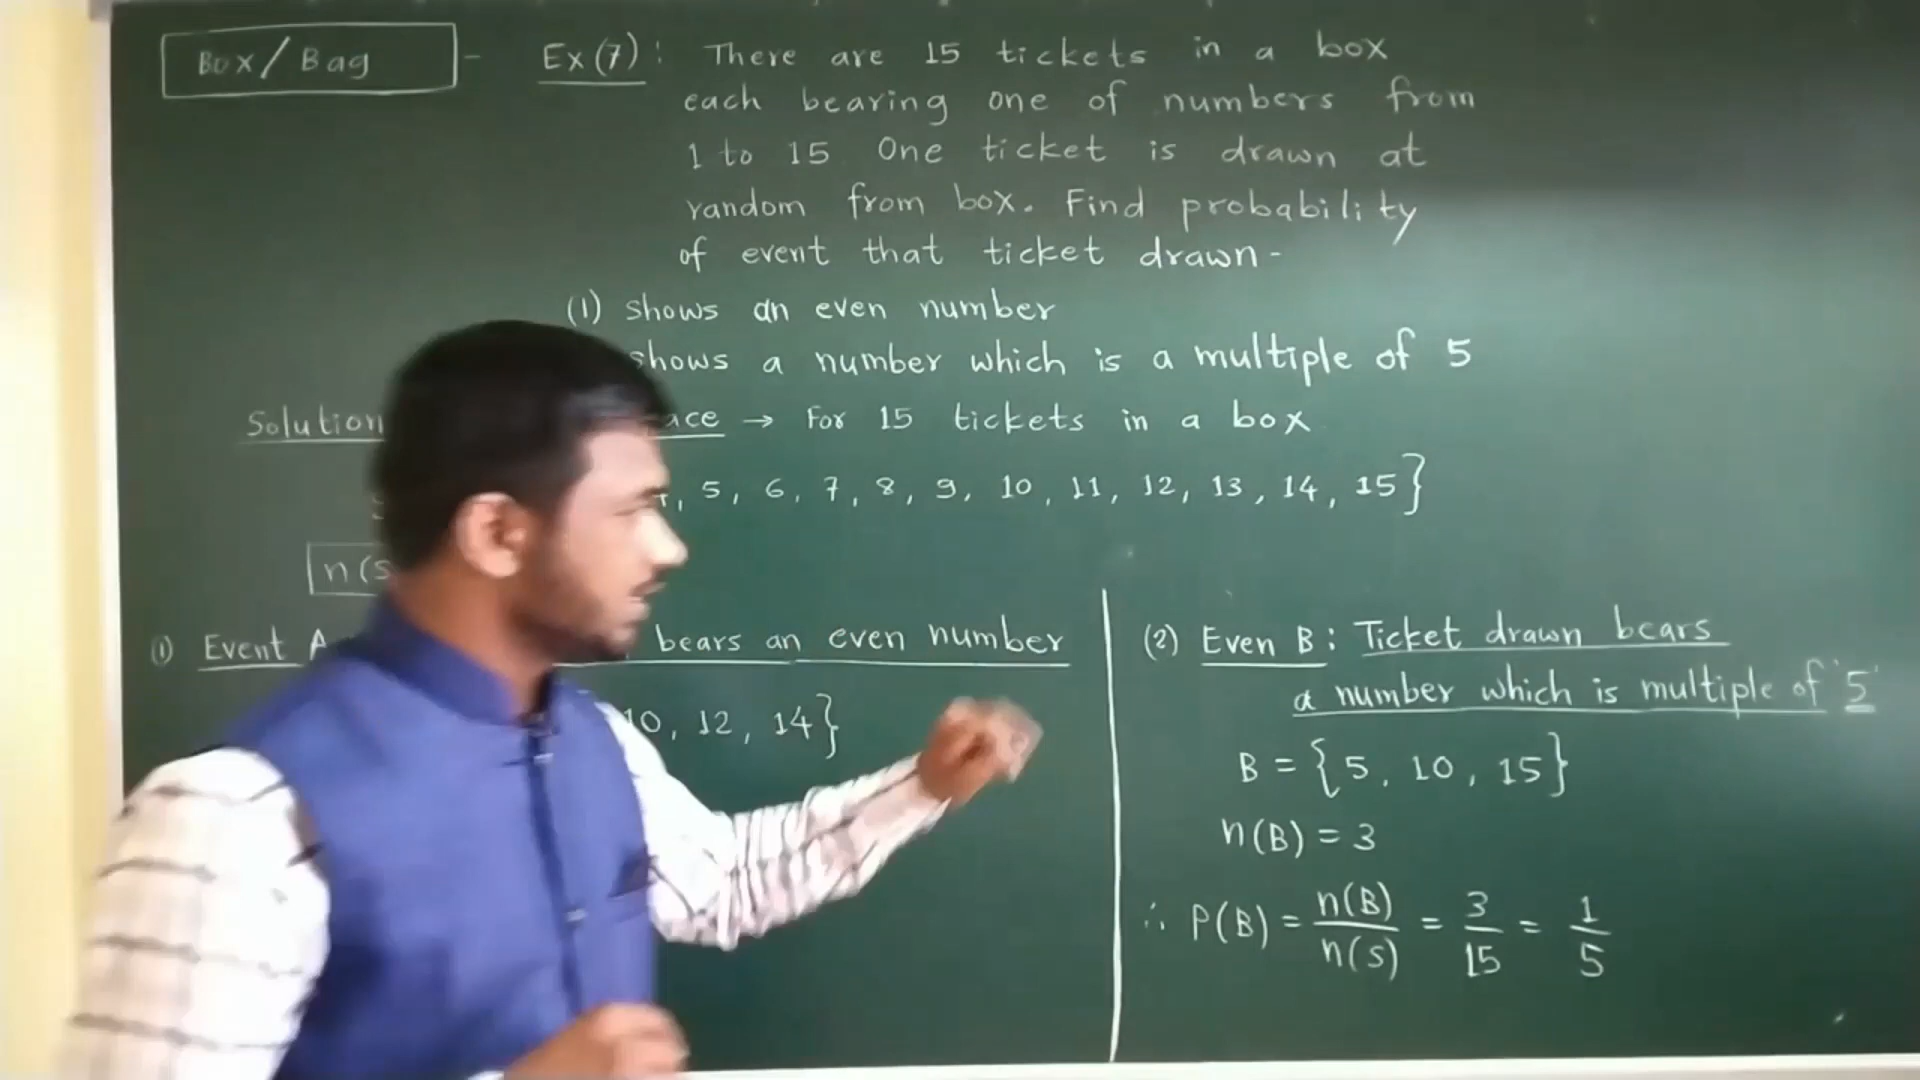 Box/Bag - Ex(7): There are 15 tickets in a box
each bearing one of numbers from
1 to 15 One ticket is drawn at
random from box. Find probability
of event that ticket drawn -
(1) shows an even number
shows a number which is a multiple of 5
Solution → For 15 tickets in a box
5, 6, 7, 8, 9, 10, 11, 12, 13, 14, 15}
n(s
(1) Event A bears an even number
10, 12, 14}
(2) Even B: Ticket drawn bears
a number which is multiple of '5'
B = {5, 10, 15}
n(B) = 3
∴ P(B) = n(B)/n(s) = 3/15 = 1/5